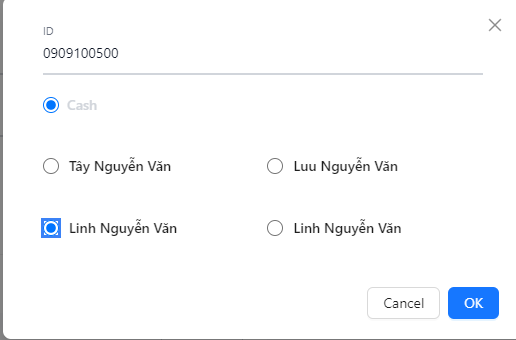 ID
0909100500
Cash
Tây Nguyễn Văn
Luu Nguyễn Văn
Linh Nguyễn Văn
Linh Nguyễn Văn
Cancel
OK